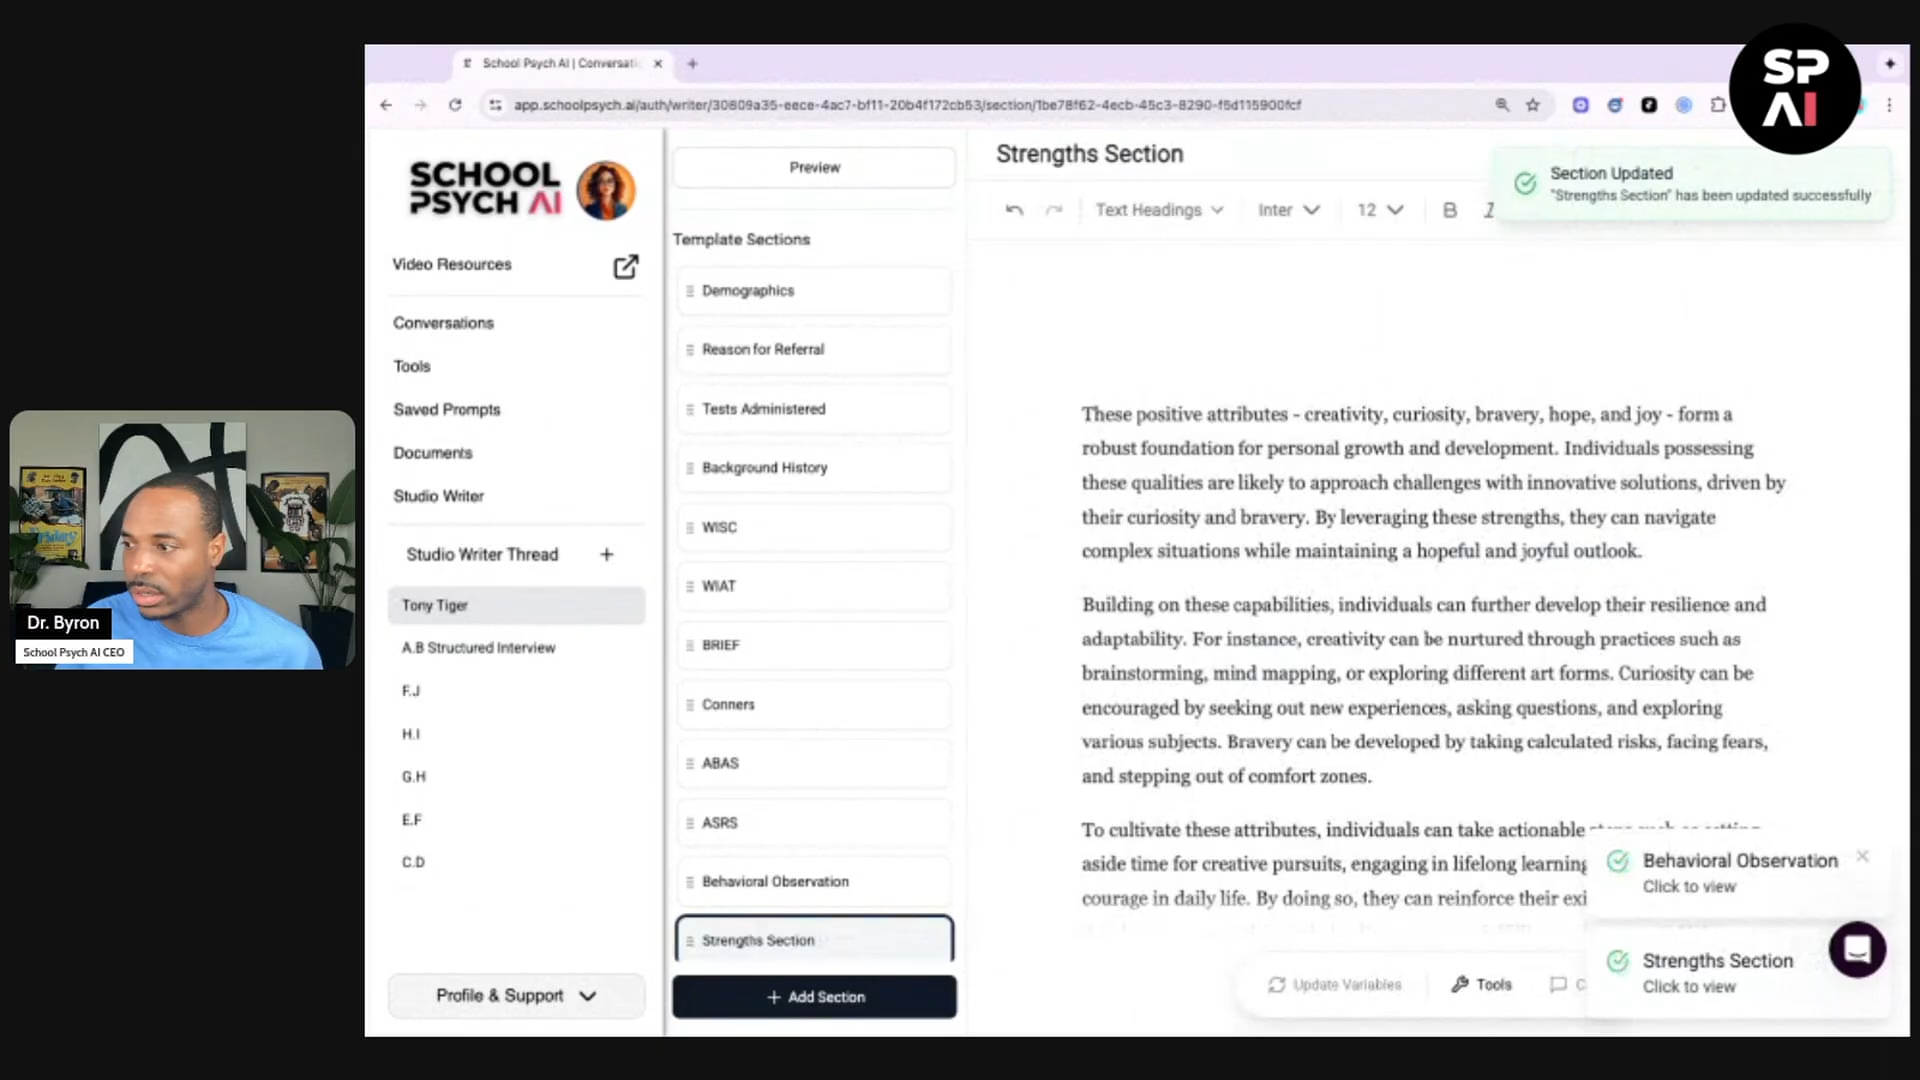 School Psych AI | Conversati
app.schoolpsych.ai/auth/writer/30809a35-eece-4ac7-bf11-20b4f172cb53/section/1be78f62-4ecb-45c3-8290-f5d115900fcf
SP
AI
SCHOOL
PSYCH AI
Video Resources
Conversations
Tools
Saved Prompts
Documents
Studio Writer
Studio Writer Thread
Tony Tiger
A.B Structured Interview
F.J
H.I
G.H
E.F
C.D
Profile & Support
Preview
Template Sections
Demographics
Reason for Referral
Tests Administered
Background History
WISC
WIAT
BRIEF
Conners
ABAS
ASRS
Behavioral Observation
Strengths Section
+ Add Section
Strengths Section
Section Updated
"Strengths Section" has been updated successfully
Text Headings
Inter
12
B
I
These positive attributes - creativity, curiosity, bravery, hope, and joy - form a
robust foundation for personal growth and development. Individuals possessing
these qualities are likely to approach challenges with innovative solutions, driven by
their curiosity and bravery. By leveraging these strengths, they can navigate
complex situations while maintaining a hopeful and joyful outlook.
Building on these capabilities, individuals can further develop their resilience and
adaptability. For instance, creativity can be nurtured through practices such as
brainstorming, mind mapping, or exploring different art forms. Curiosity can be
encouraged by seeking out new experiences, asking questions, and exploring
various subjects. Bravery can be developed by taking calculated risks, facing fears,
and stepping out of comfort zones.
To cultivate these attributes, individuals can take actionable
aside time for creative pursuits, engaging in lifelong learning
courage in daily life. By doing so, they can reinforce their exi
Behavioral Observation
Click to view
Strengths Section
Click to view
Update Variables
Tools
C
Dr. Byron
School Psych AI CEO